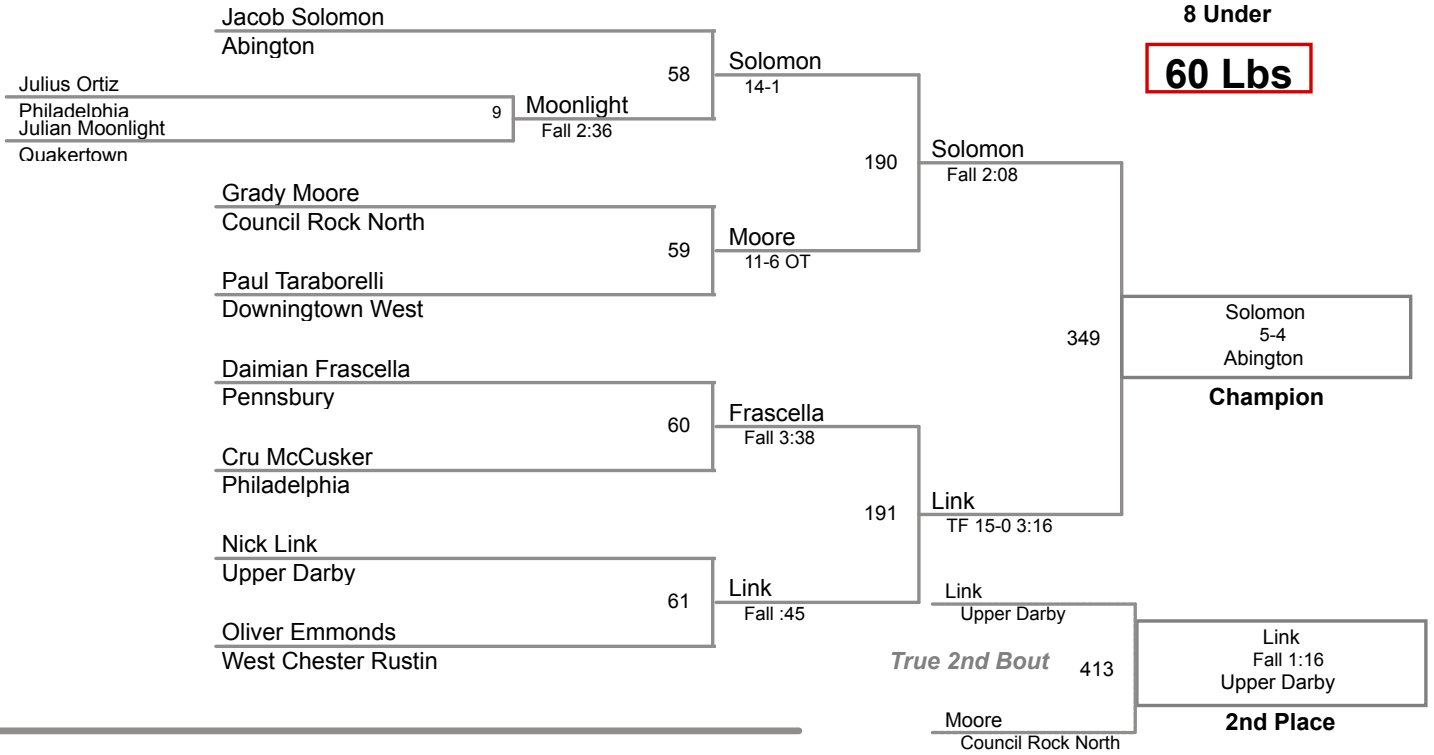 8 Under
60 Lbs
Jacob Solomon
Abington
58
Solomon
14-1
Julius Ortiz
Philadelphia
Julian Moonlight
Quakertown
9
Moonlight
Fall 2:36
190
Solomon
Fall 2:08
Grady Moore
Council Rock North
59
Moore
11-6 OT
Paul Taraborelli
Downingtown West
349
Solomon
5-4
Abington
Champion
Daimian Frascella
Pennsbury
60
Frascella
Fall 3:38
Cru McCusker
Philadelphia
191
Link
TF 15-0 3:16
Nick Link
Upper Darby
61
Link
Fall :45
Oliver Emmonds
West Chester Rustin
Link
Upper Darby
True 2nd Bout
413
Link
Fall 1:16
Upper Darby
2nd Place
Moore
Council Rock North